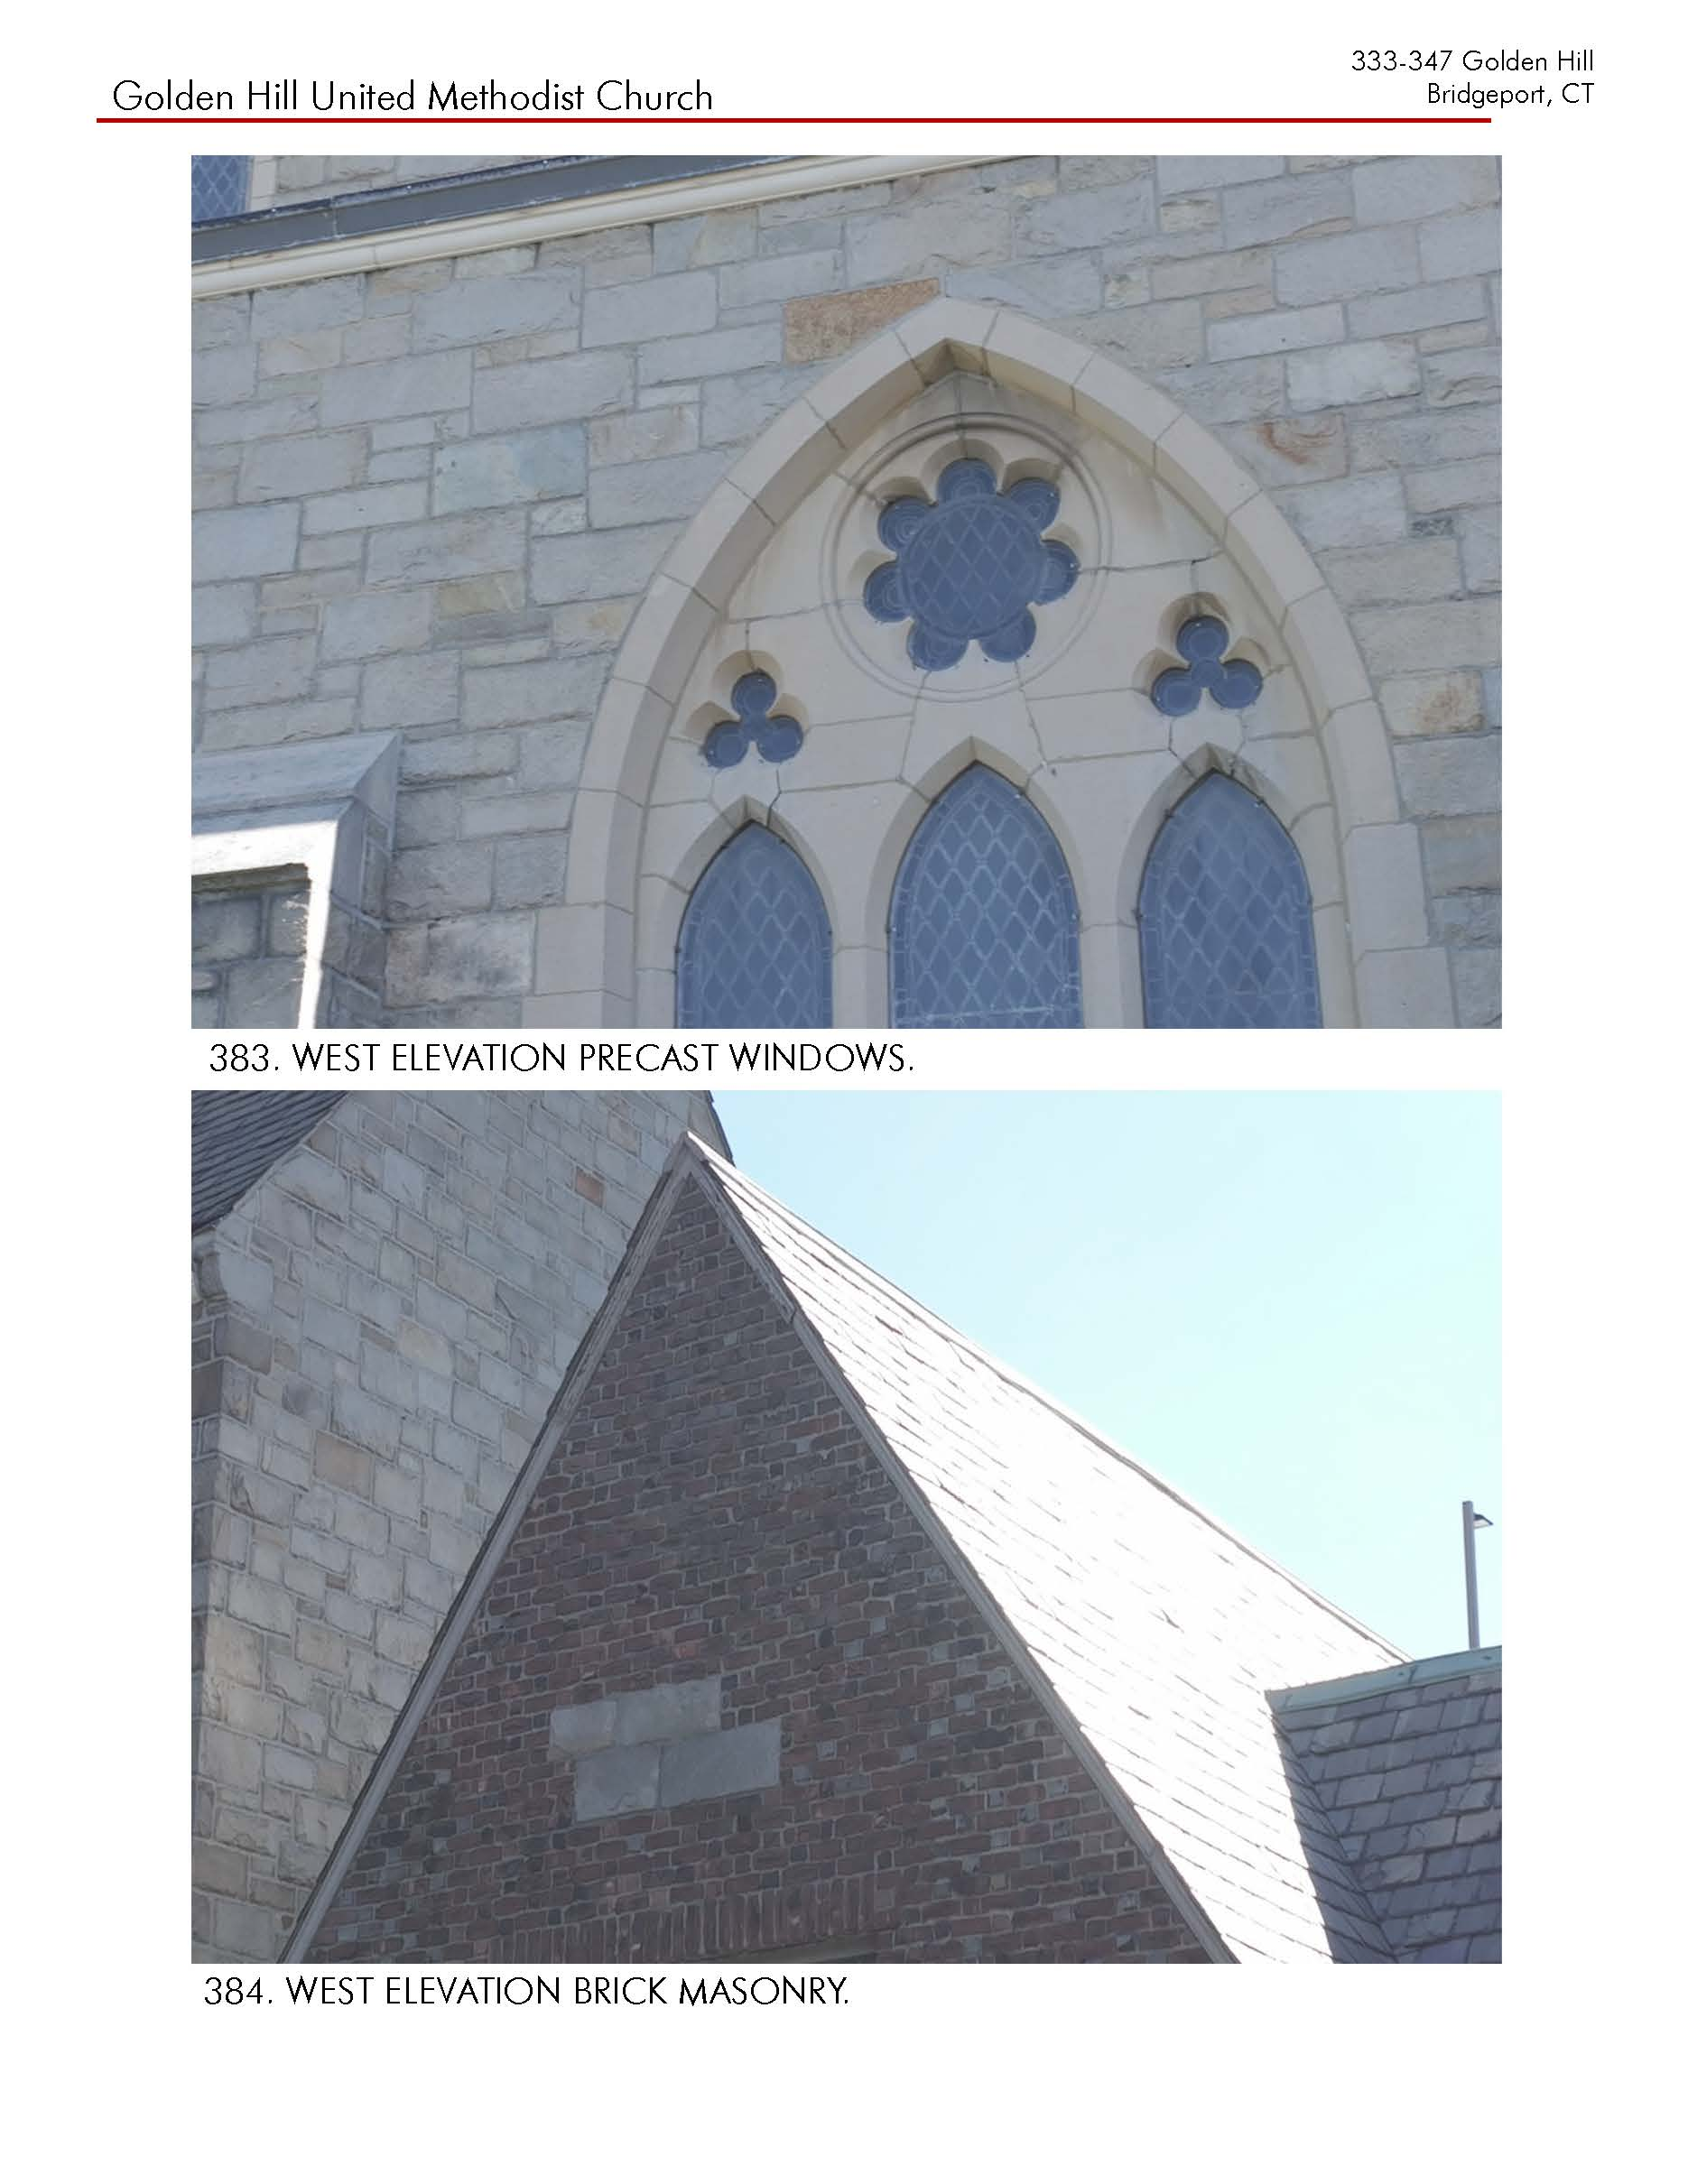 333-347 Golden Hill
Golden Hill United Methodist Church
Bridgeport, CT
383. WEST ELEVATION PRECAST WINDOWS.
384. WEST ELEVATION BRICK MASONRY.